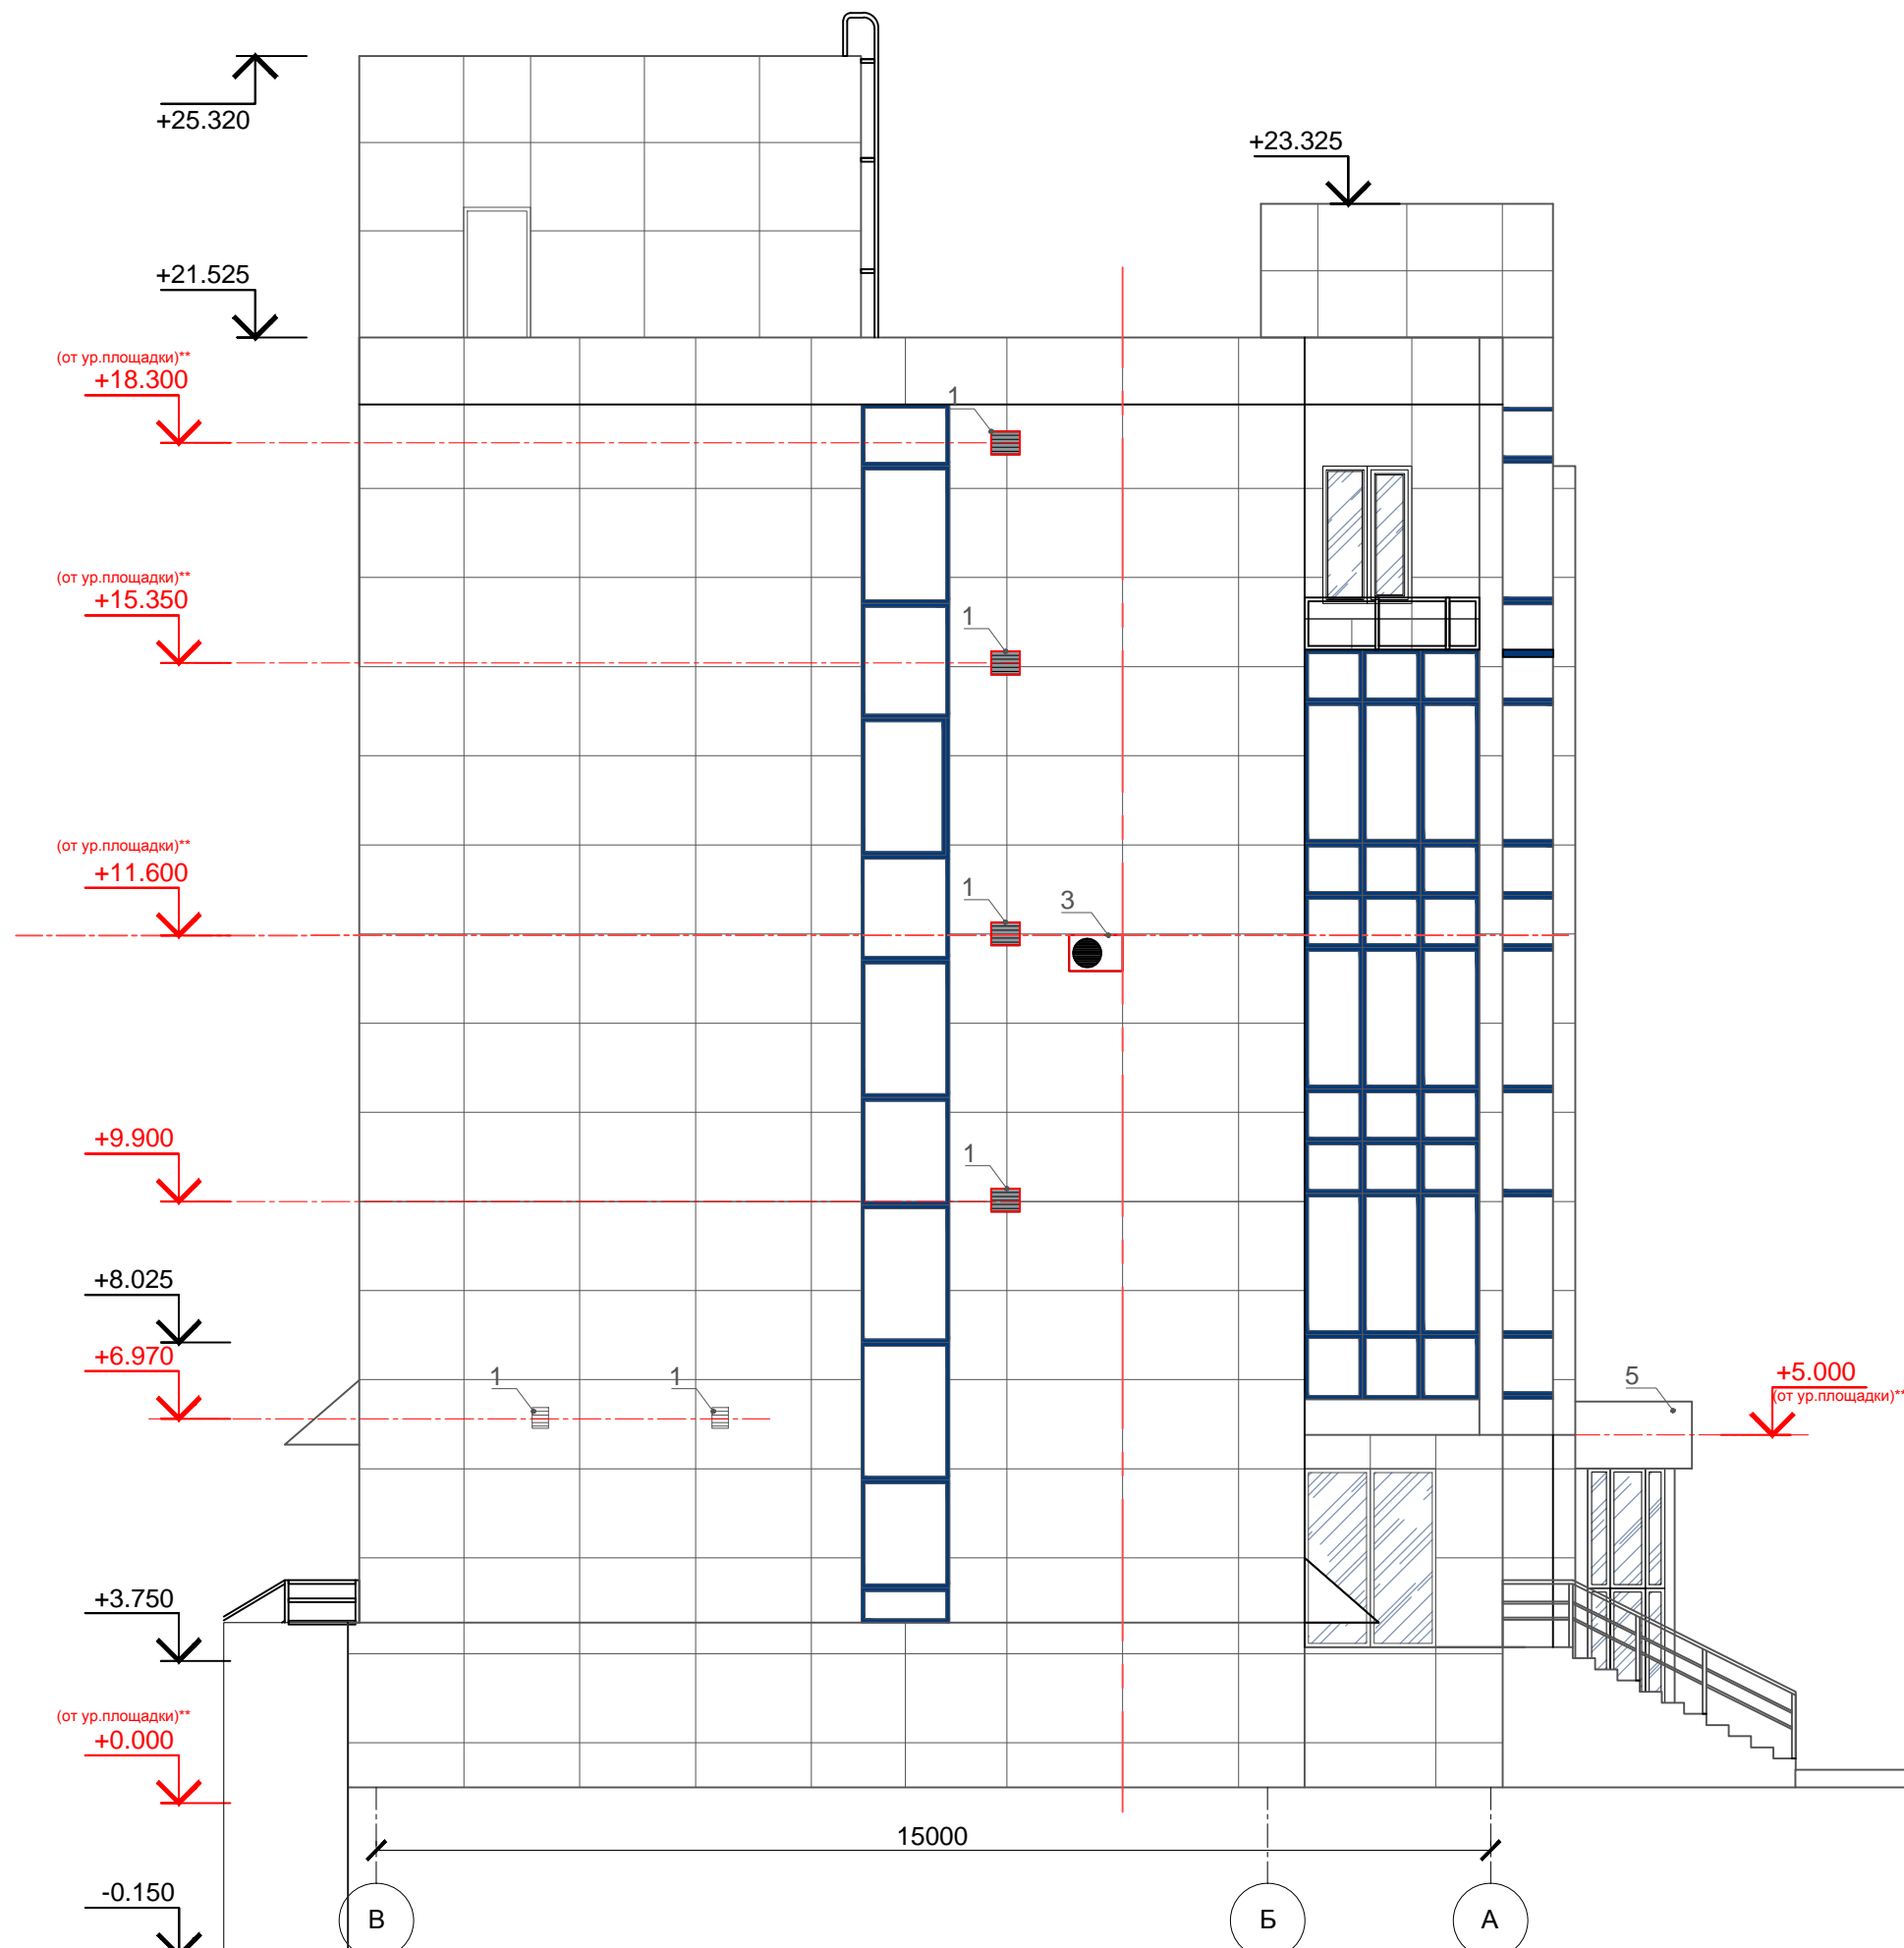 +25.320
+23.325
+21.525
(от ур.площадки)**
+18.300
1
(от ур.площадки)**
+15.350
1
(от ур.площадки)**
+11.600
1
3
+9.900
1
+8.025
+6.970
1
1
5
+5.000
(от ур.площадки)**
+3.750
(от ур.площадки)**
+0.000
15000
-0.150
В
Б
А